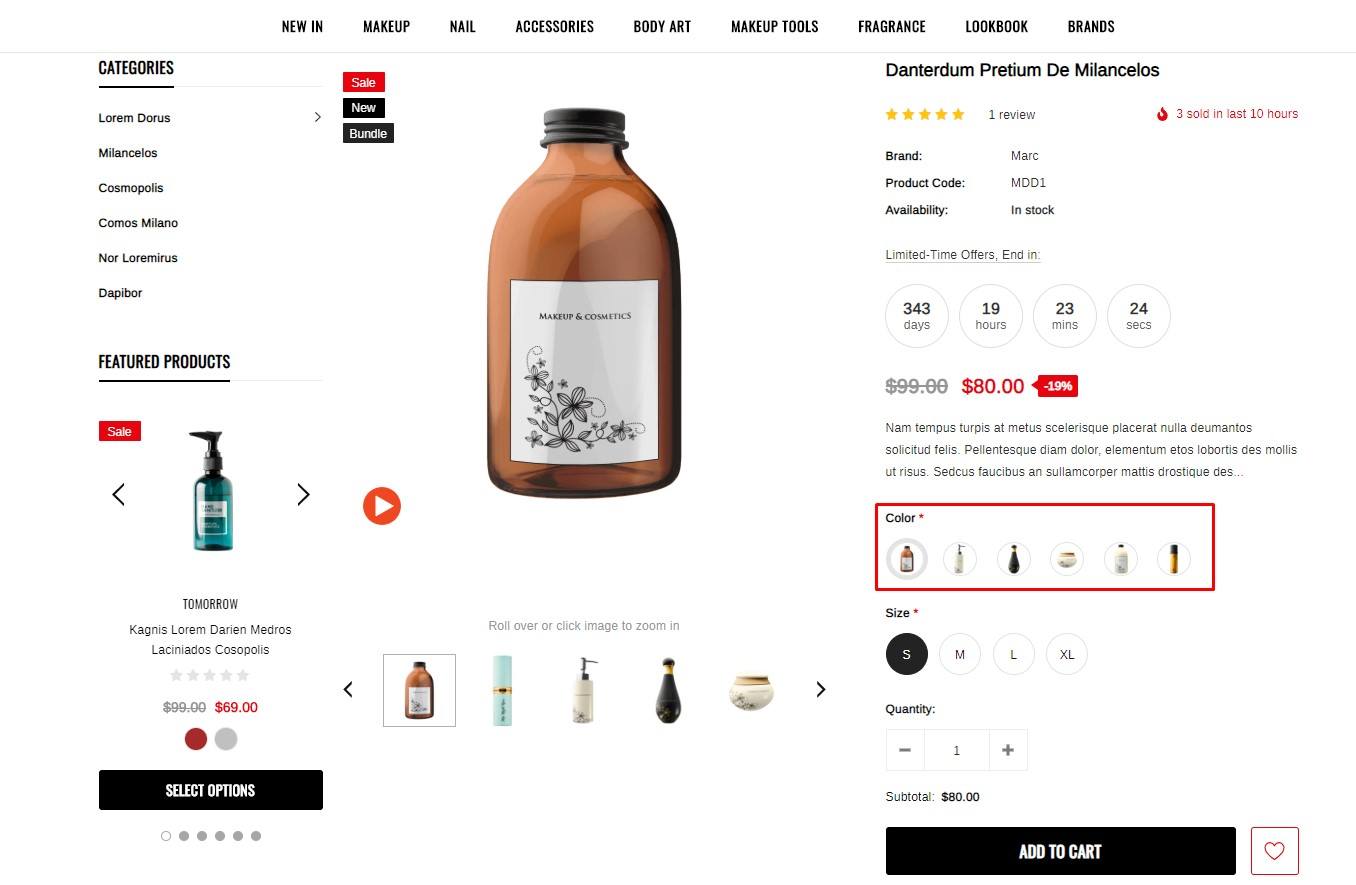 NEW IN MAKEUP NAIL ACCESSORIES BODY ART MAKEUP TOOLS FRAGRANCE LOOKBOOK BRANDS
CATEGORIES
Lorem Dorus
Milancelos
Cosmopolis
Comos Milano
Nor Loremirus
Dapibor
FEATURED PRODUCTS
Sale
TOMORROW
Kagnis Lorem Darien Medros
Laciniados Cosopolis
$99.00 $69.00
SELECT OPTIONS
Sale
New
Bundle
MAKEUP & COSMETICS
Roll over or click image to zoom in
Danterdum Pretium De Milancelos
1 review 3 sold in last 10 hours
Brand: Marc
Product Code: MDD1
Availability: In stock
Limited-Time Offers, End in:
343 19 23 24
days hours mins secs
$99.00 $80.00 -19%
Nam tempus turpis at metus scelerisque placerat nulla deumantos
solicitud felis. Pellentesque diam dolor, elementum etos lobortis des mollis
ut risus. Sedcus faucibus an sullamcorper mattis drostique des...
Color *
Size *
S M L XL
Quantity:
1
Subtotal: $80.00
ADD TO CART